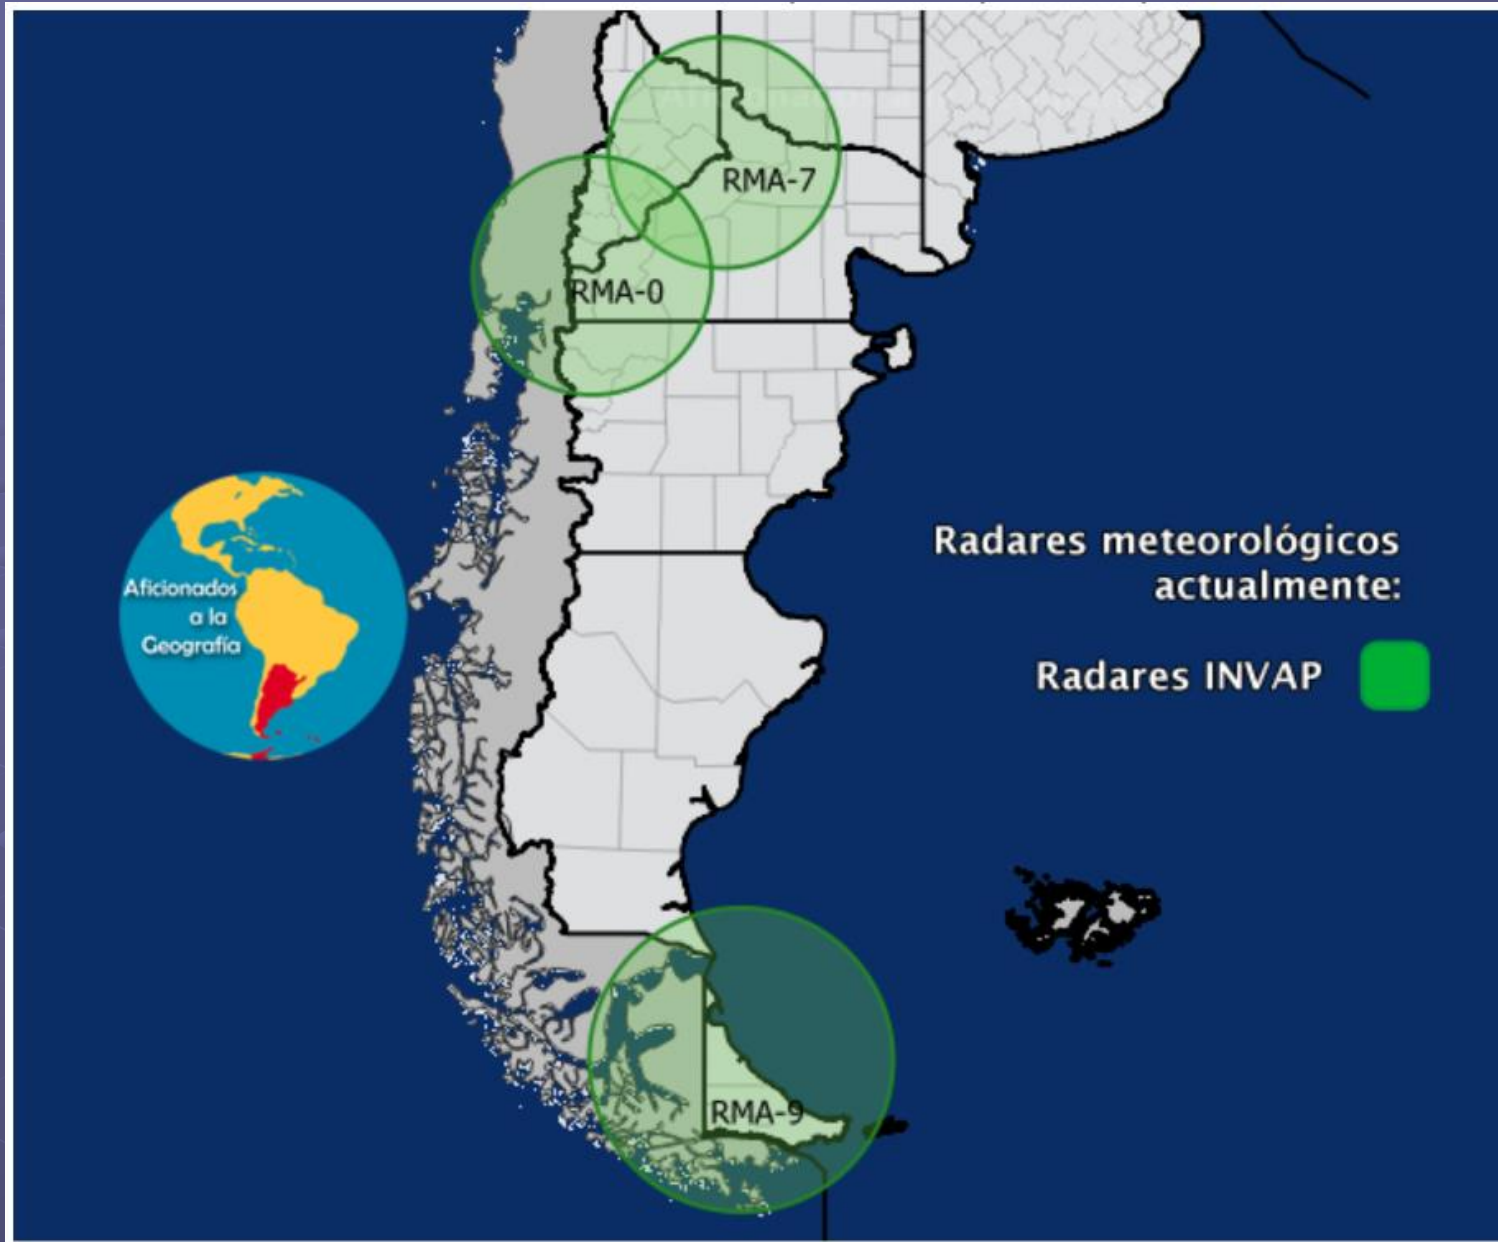 RMA-7
RMA-0
Aficionados
a la
Geografía
Radares meteorológicos
actualmente:
Radares INVAP
RMA-9